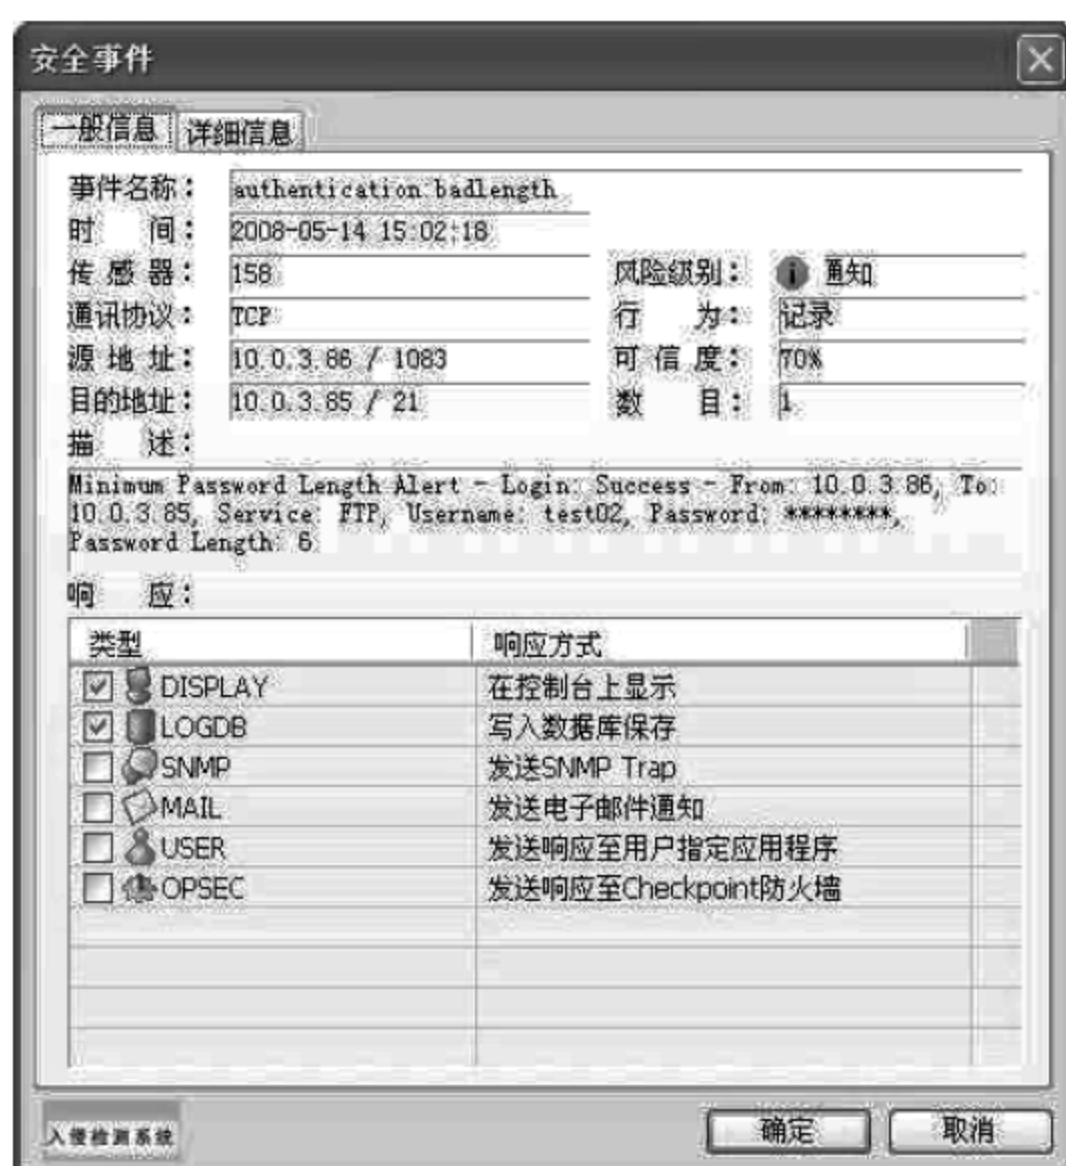 安全事件
一般信息 详细信息
事件名称： authentication badlength
时 间： 2008-05-14 15:02:18
传 感 器： 158 风险级别： 通知
通讯协议： TCP 行 为： 记录
源 地 址： 10.0.3.86 / 1083 可 信 度： 70%
目的地址： 10.0.3.85 / 21 数 目： 1
描 述：
Minimum Password Length Alert - Login: Success - From: 10.0.3.86, To:
10.0.3.85, Service: FTP, Username: test02, Password: ********,
Password Length: 6
响 应：
类型 响应方式
DISPLAY 在控制台上显示
LOGDB 写入数据库保存
SNMP 发送SNMP Trap
MAIL 发送电子邮件通知
USER 发送响应至用户指定应用程序
OPSEC 发送响应至Checkpoint防火墙
入侵检测系统 确定 取消